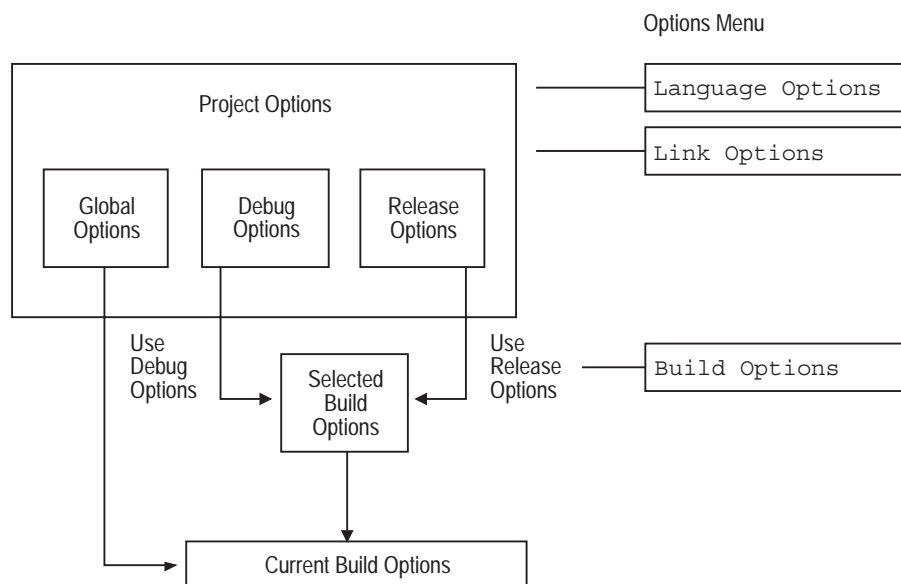 Options Menu
Project Options
Language Options
Link Options
Global
Options
Debug
Options
Release
Options
Use
Debug
Options
Selected
Build
Options
Use
Release
Options
Build Options
Current Build Options